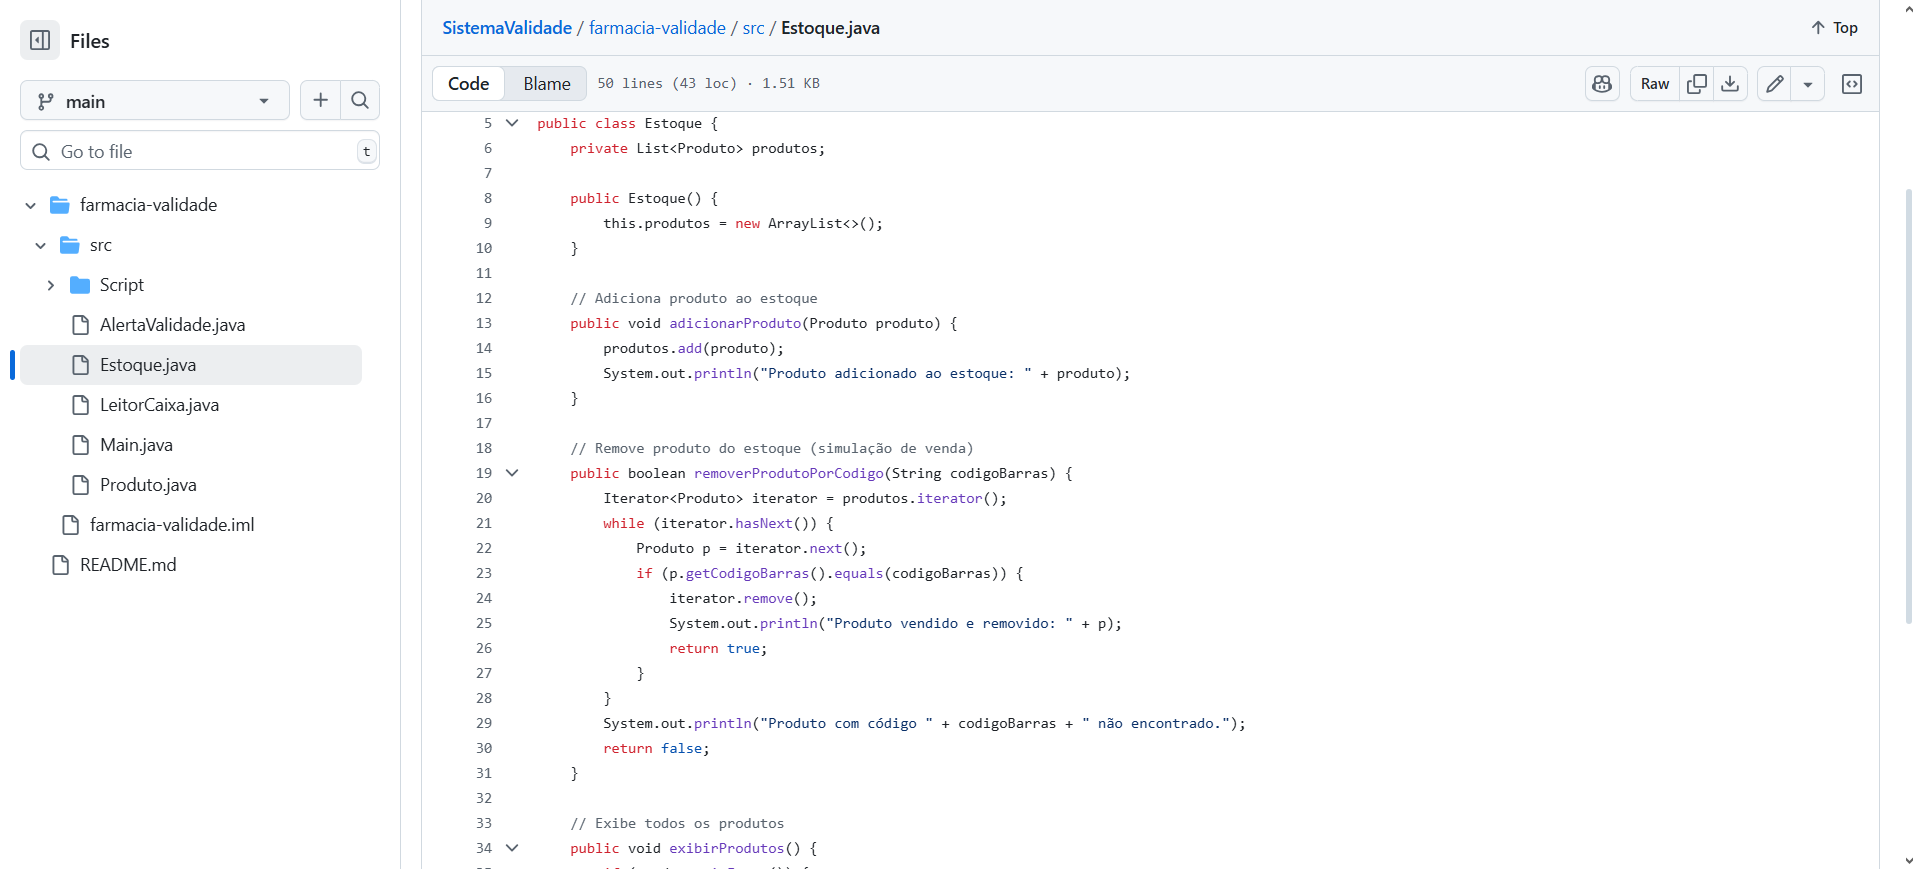 Files
main
Go to file
t
farmacia-validade
src
Script
AlertaValidade.java
Estoque.java
LeitorCaixa.java
Main.java
Produto.java
farmacia-validade.iml
README.md
SistemaValidade / farmacia-validade / src / Estoque.java
Top
Code Blame 50 lines (43 loc) · 1.51 KB
Raw
5 public class Estoque {
6 private List<Produto> produtos;
7
8 public Estoque() {
9 this.produtos = new ArrayList<>();
10 }
11
12 // Adiciona produto ao estoque
13 public void adicionarProduto(Produto produto) {
14 produtos.add(produto);
15 System.out.println("Produto adicionado ao estoque: " + produto);
16 }
17
18 // Remove produto do estoque (simulação de venda)
19 public boolean removerProdutoPorCodigo(String codigoBarras) {
20 Iterator<Produto> iterator = produtos.iterator();
21 while (iterator.hasNext()) {
22 Produto p = iterator.next();
23 if (p.getCodigoBarras().equals(codigoBarras)) {
24 iterator.remove();
25 System.out.println("Produto vendido e removido: " + p);
26 return true;
27 }
28 }
29 System.out.println("Produto com código " + codigoBarras + " não encontrado.");
30 return false;
31 }
32
33 // Exibe todos os produtos
34 public void exibirProdutos() {